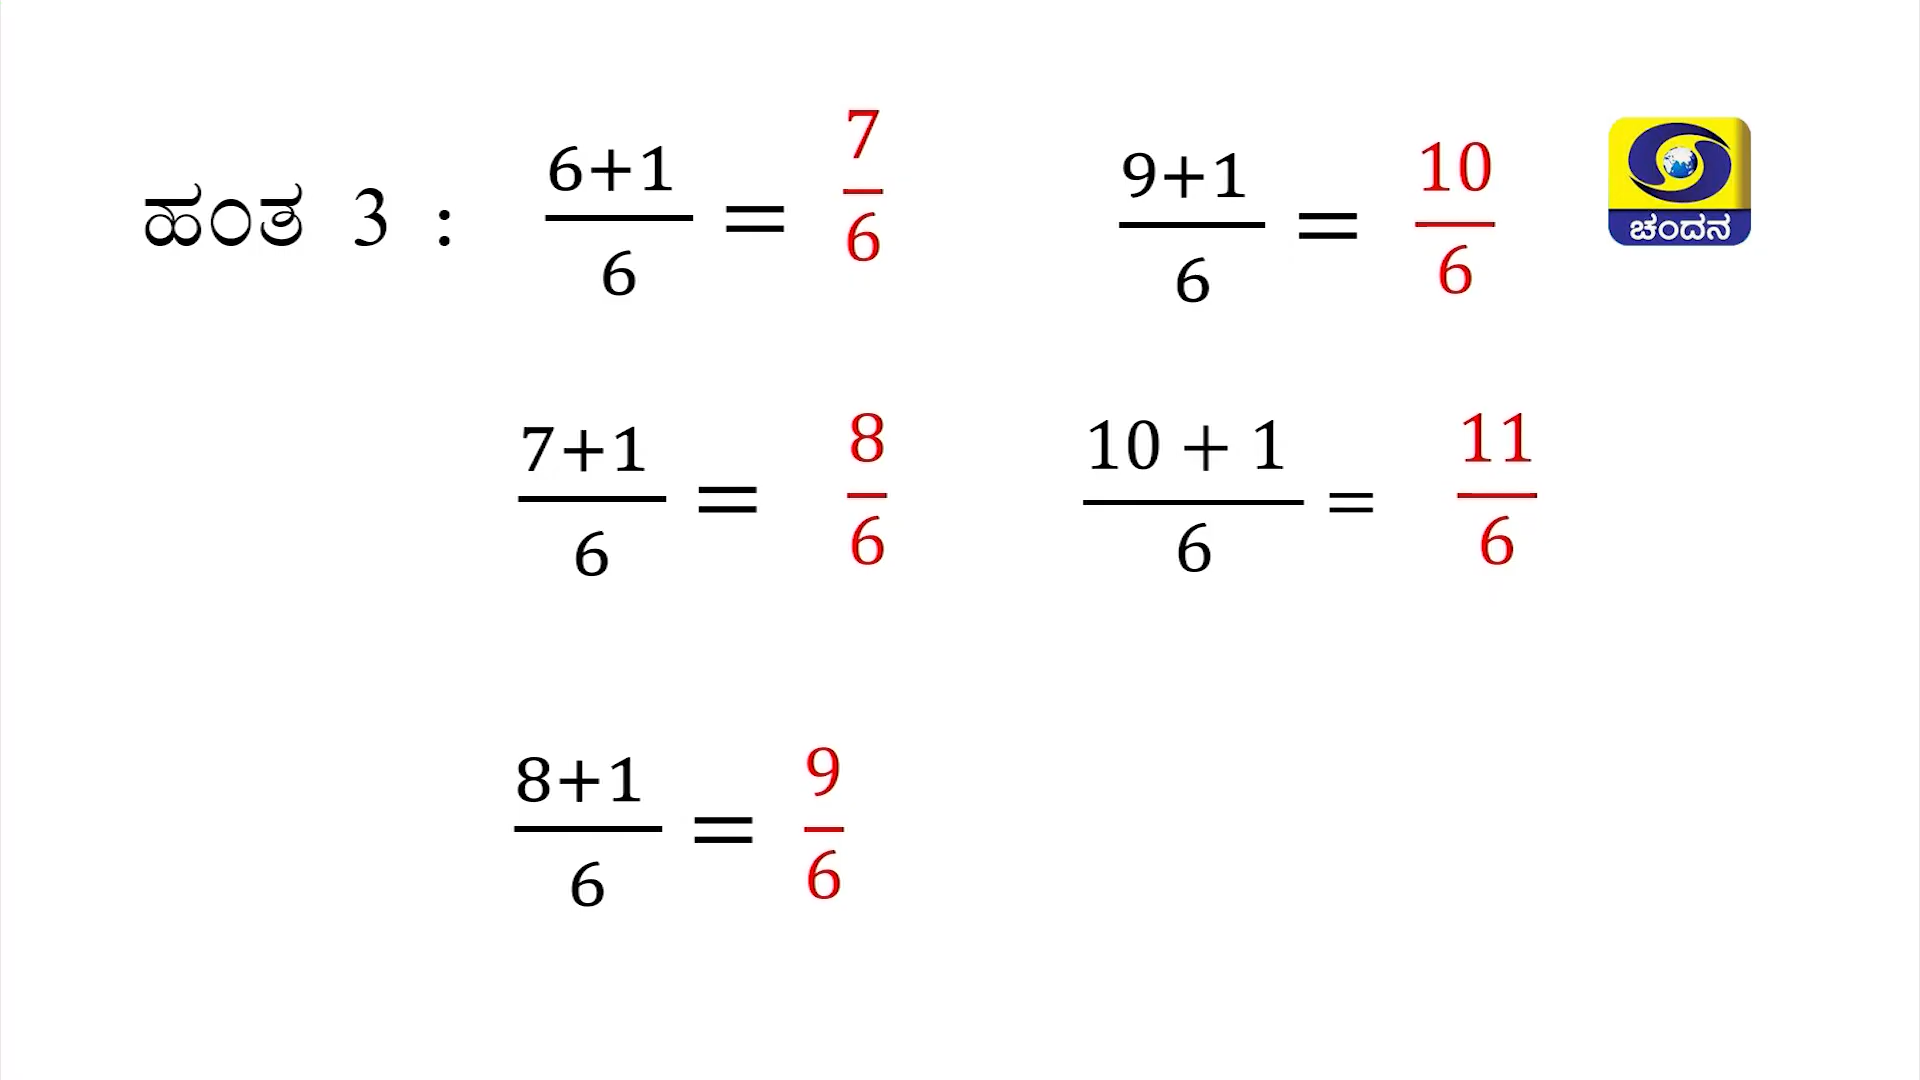 ಹಂತ 3 : 6+1/6 = 7/6
7+1/6 = 8/6
8+1/6 = 9/6
9+1/6 = 10/6
10 + 1/6 = 11/6
ಚಂದನ